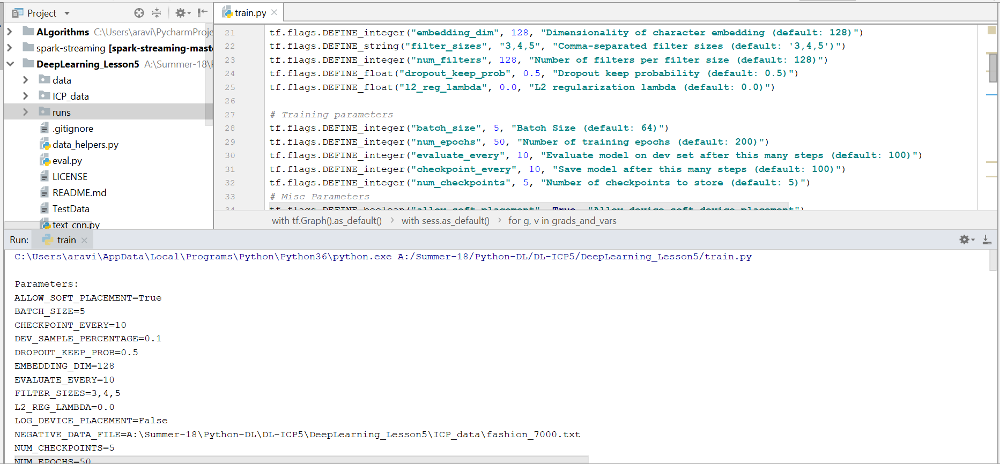 Project
train.py
ALgorithms C:\Users\aravi\PycharmProje
spark-streaming [spark-streaming-maste
DeepLearning_Lesson5 A:\Summer-18\
data
ICP_data
runs
.gitignore
data_helpers.py
eval.py
LICENSE
README.md
TestData
text_cnn.py
21 tf.flags.DEFINE_integer("embedding_dim", 128, "Dimensionality of character embedding (default: 128)")
22 tf.flags.DEFINE_string("filter_sizes", "3,4,5", "Comma-separated filter sizes (default: '3,4,5')")
23 tf.flags.DEFINE_integer("num_filters", 128, "Number of filters per filter size (default: 128)")
24 tf.flags.DEFINE_float("dropout_keep_prob", 0.5, "Dropout keep probability (default: 0.5)")
25 tf.flags.DEFINE_float("l2_reg_lambda", 0.0, "L2 regularization lambda (default: 0.0)")
26
27 # Training parameters
28 tf.flags.DEFINE_integer("batch_size", 5, "Batch Size (default: 64)")
29 tf.flags.DEFINE_integer("num_epochs", 50, "Number of training epochs (default: 200)")
30 tf.flags.DEFINE_integer("evaluate_every", 10, "Evaluate model on dev set after this many steps (default: 100)")
31 tf.flags.DEFINE_integer("checkpoint_every", 10, "Save model after this many steps (default: 100)")
32 tf.flags.DEFINE_integer("num_checkpoints", 5, "Number of checkpoints to store (default: 5)")
33 # Misc Parameters
34 tf.flags.DEFINE_boolean("allow_soft_placement", True, "Allow device soft device placement")
with tf.Graph().as_default() › with sess.as_default() › for g, v in grads_and_vars
Run: train
C:\Users\aravi\AppData\Local\Programs\Python\Python36\python.exe A:/Summer-18/Python-DL/DL-ICP5/DeepLearning_Lesson5/train.py
Parameters:
ALLOW_SOFT_PLACEMENT=True
BATCH_SIZE=5
CHECKPOINT_EVERY=10
DEV_SAMPLE_PERCENTAGE=0.1
DROPOUT_KEEP_PROB=0.5
EMBEDDING_DIM=128
EVALUATE_EVERY=10
FILTER_SIZES=3,4,5
L2_REG_LAMBDA=0.0
LOG_DEVICE_PLACEMENT=False
NEGATIVE_DATA_FILE=A:\Summer-18\Python-DL\DL-ICP5\DeepLearning_Lesson5\ICP_data\fashion_7000.txt
NUM_CHECKPOINTS=5
NUM_EPOCHS=50